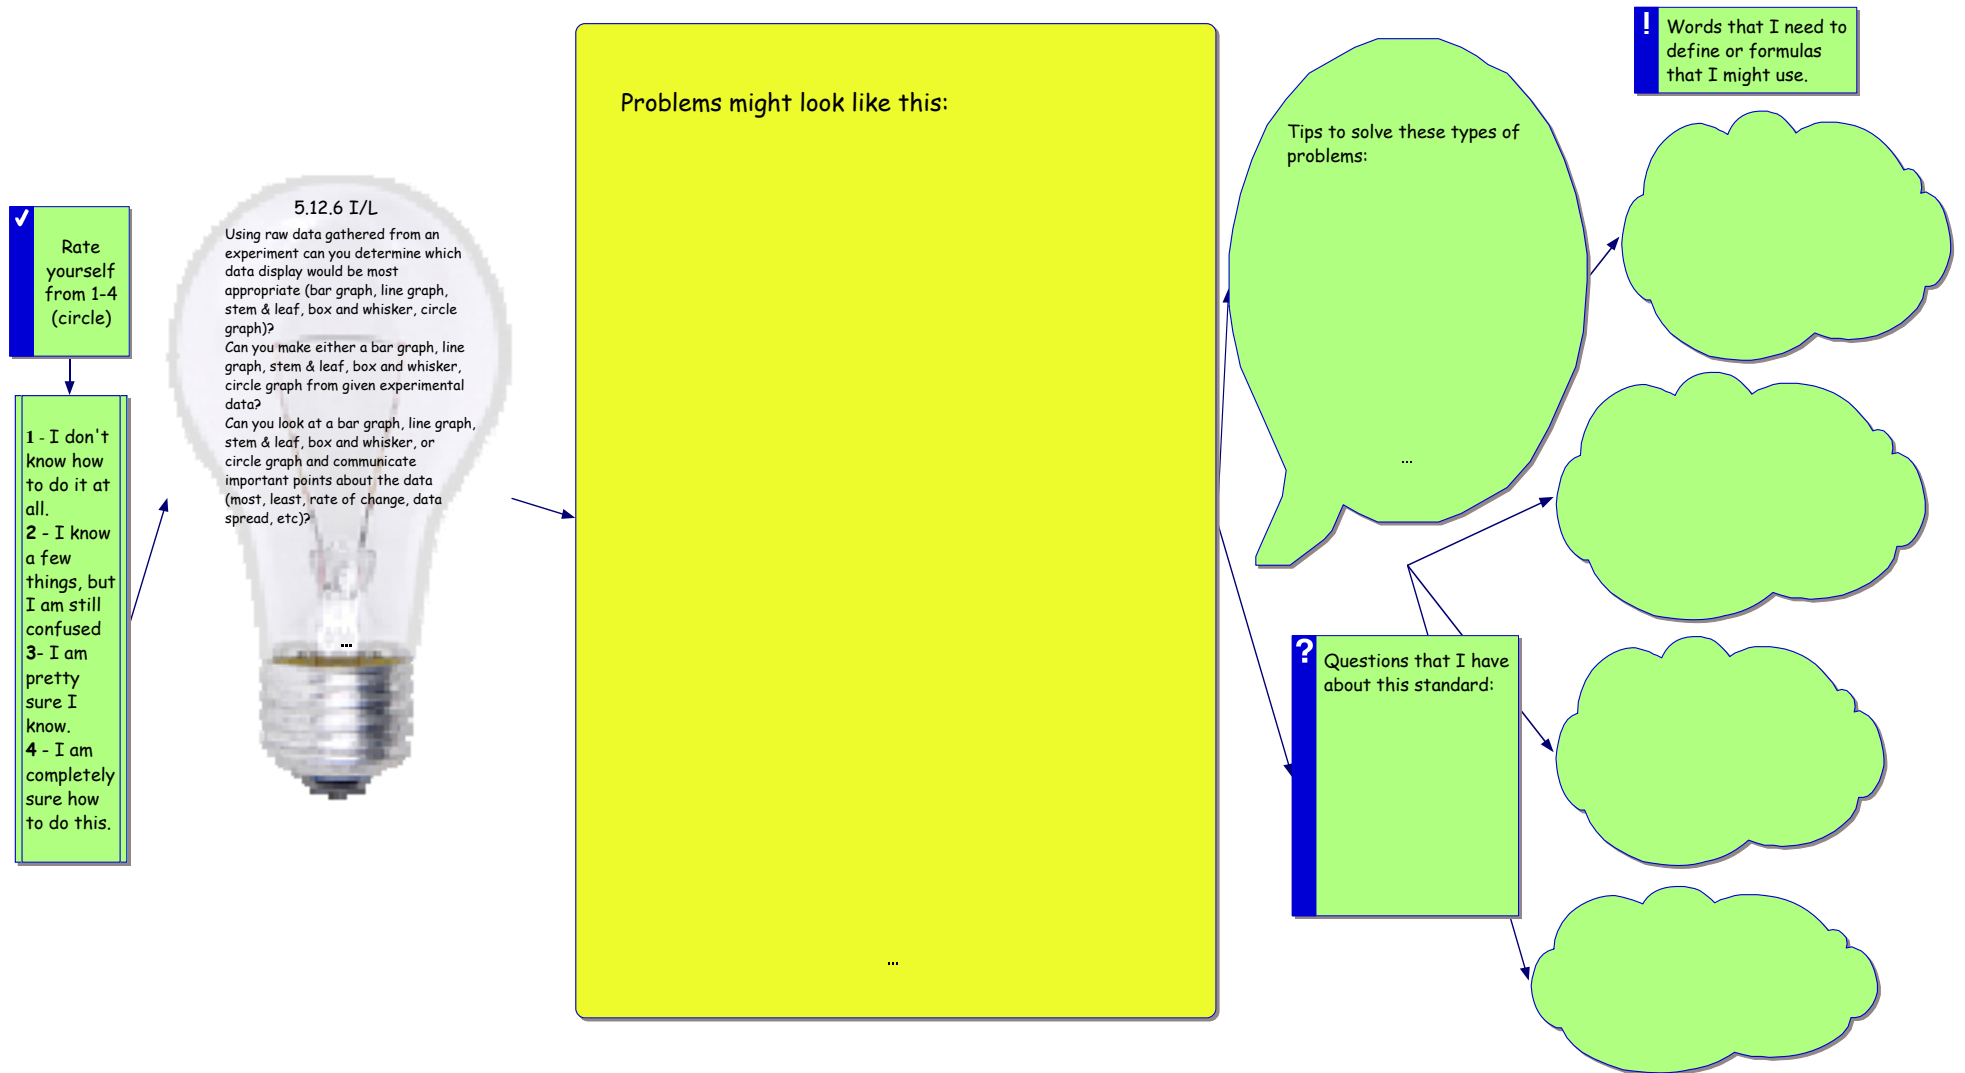 Rate
yourself
from 1-4
(circle)
1 - I don't
know how
to do it at
all.
2 - I know
a few
things, but
I am still
confused
3- I am
pretty
sure I
know.
4 - I am
completely
sure how
to do this.
5.12.6 I/L
Using raw data gathered from an
experiment can you determine which
data display would be most
appropriate (bar graph, line graph,
stem & leaf, box and whisker, circle
graph)?
Can you make either a bar graph, line
graph, stem & leaf, box and whisker,
circle graph from given experimental
data?
Can you look at a bar graph, line graph,
stem & leaf, box and whisker, or
circle graph and communicate
important points about the data
(most, least, rate of change, data
spread, etc)?
...
Problems might look like this:
...
Tips to solve these types of
problems:
...
? Questions that I have
about this standard:
! Words that I need to
define or formulas
that I might use.